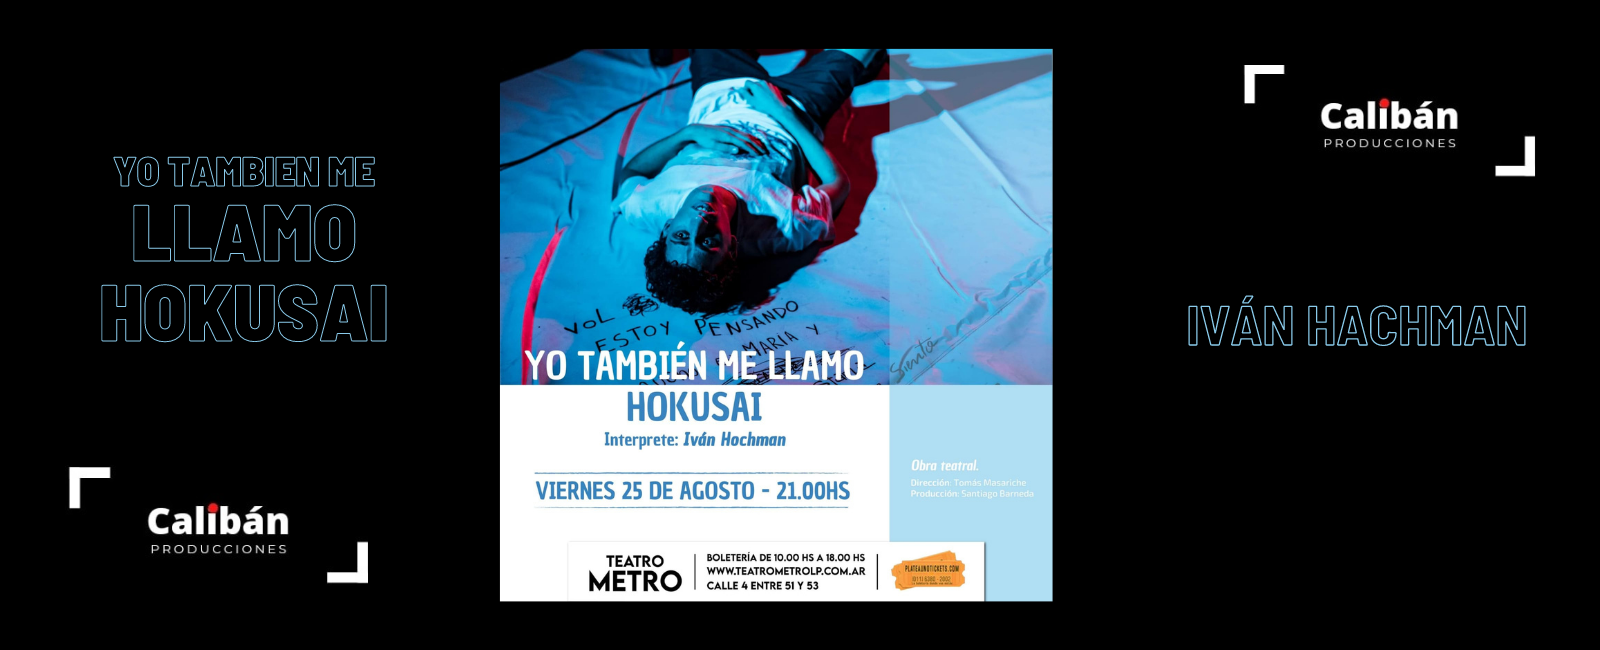 YO TAMBIEN ME
LLAMO
HOKUSAI
Calibán
PRODUCCIONES
VOL
ESTOY PENSANDO
MARIA Y
Siento
YO TAMBIÉN ME LLAMO
HOKUSAI
Interprete: Iván Hochman
VIERNES 25 DE AGOSTO - 21.00HS
Obra teatral.
Dirección: Tomás Masariche
Producción: Santiago Barneda
TEATRO
METRO
BOLETERÍA DE 10.00 HS A 18.00 HS
WWW.TEATROMETROLP.COM.AR
CALLE 4 ENTRE 51 Y 53
PLATEAUNOTICKETS.COM
Calibán
PRODUCCIONES
IVÁN HACHMAN